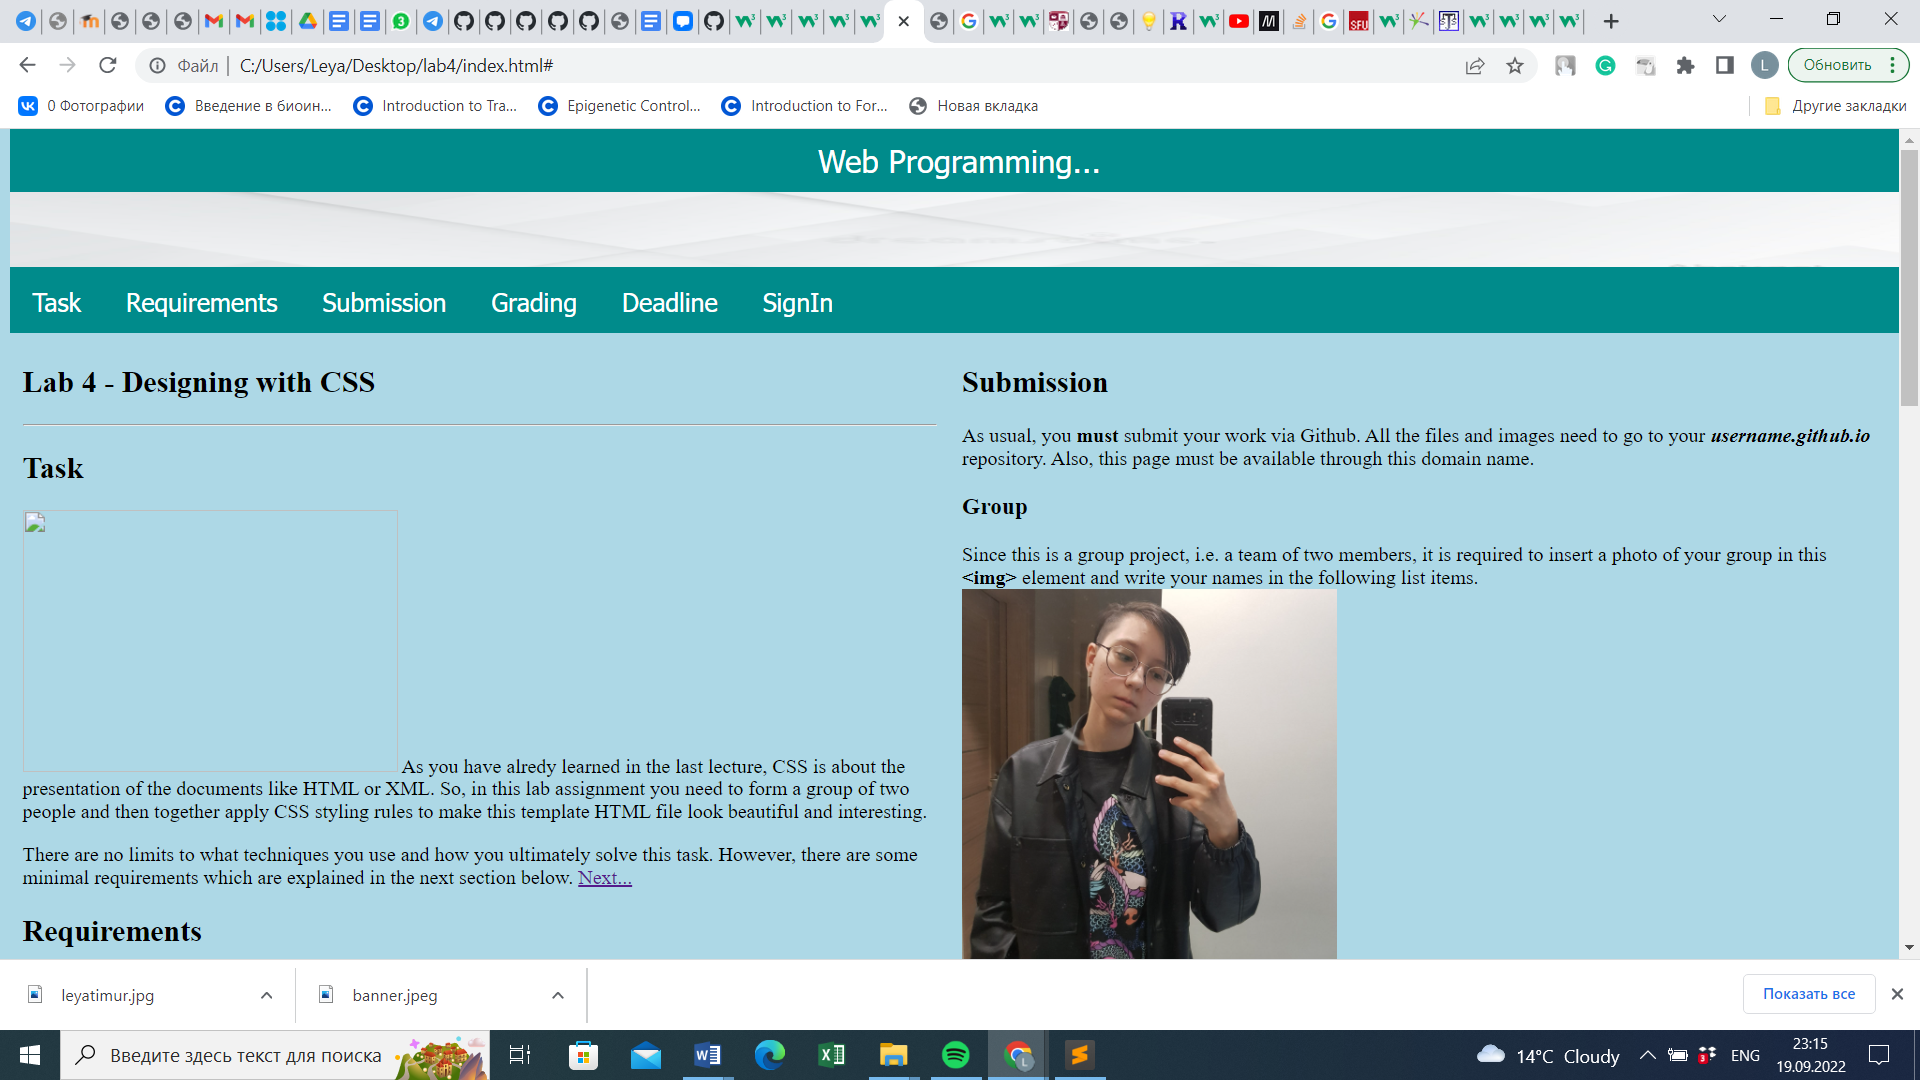 Файл C:/Users/Leya/Desktop/lab4/index.html#
Обновить
0 Фотографии
Введение в биоин...
Introduction to Tra...
Epigenetic Control...
Introduction to For...
Новая вкладка
Другие закладки
Web Programming...
Task Requirements Submission Grading Deadline SignIn
Lab 4 - Designing with CSS
Task
As you have alredy learned in the last lecture, CSS is about the
presentation of the documents like HTML or XML. So, in this lab assignment you need to form a group of two
people and then together apply CSS styling rules to make this template HTML file look beautiful and interesting.
There are no limits to what techniques you use and how you ultimately solve this task. However, there are some
minimal requirements which are explained in the next section below. Next...
Requirements
Submission
As usual, you must submit your work via Github. All the files and images need to go to your username.github.io
repository. Also, this page must be available through this domain name.
Group
Since this is a group project, i.e. a team of two members, it is required to insert a photo of your group in this
<img> element and write your names in the following list items.
leyatimur.jpg
banner.jpeg
Показать все
Введите здесь текст для поиска
14°C Cloudy
ENG
23:15
19.09.2022